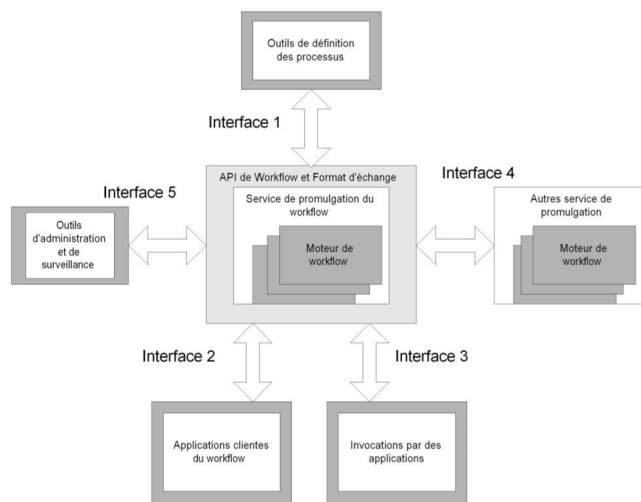 Outils de définition
des processus
Interface 1
API de Workflow et Format d'échange
Interface 4
Interface 5
Service de promulgation du
workflow
Autres service de
promulgation
Outils
d'administration
et de
surveillance
Moteur de
workflow
Moteur de
workflow
Interface 2
Interface 3
Applications clientes
du workflow
Invocations par des
applications